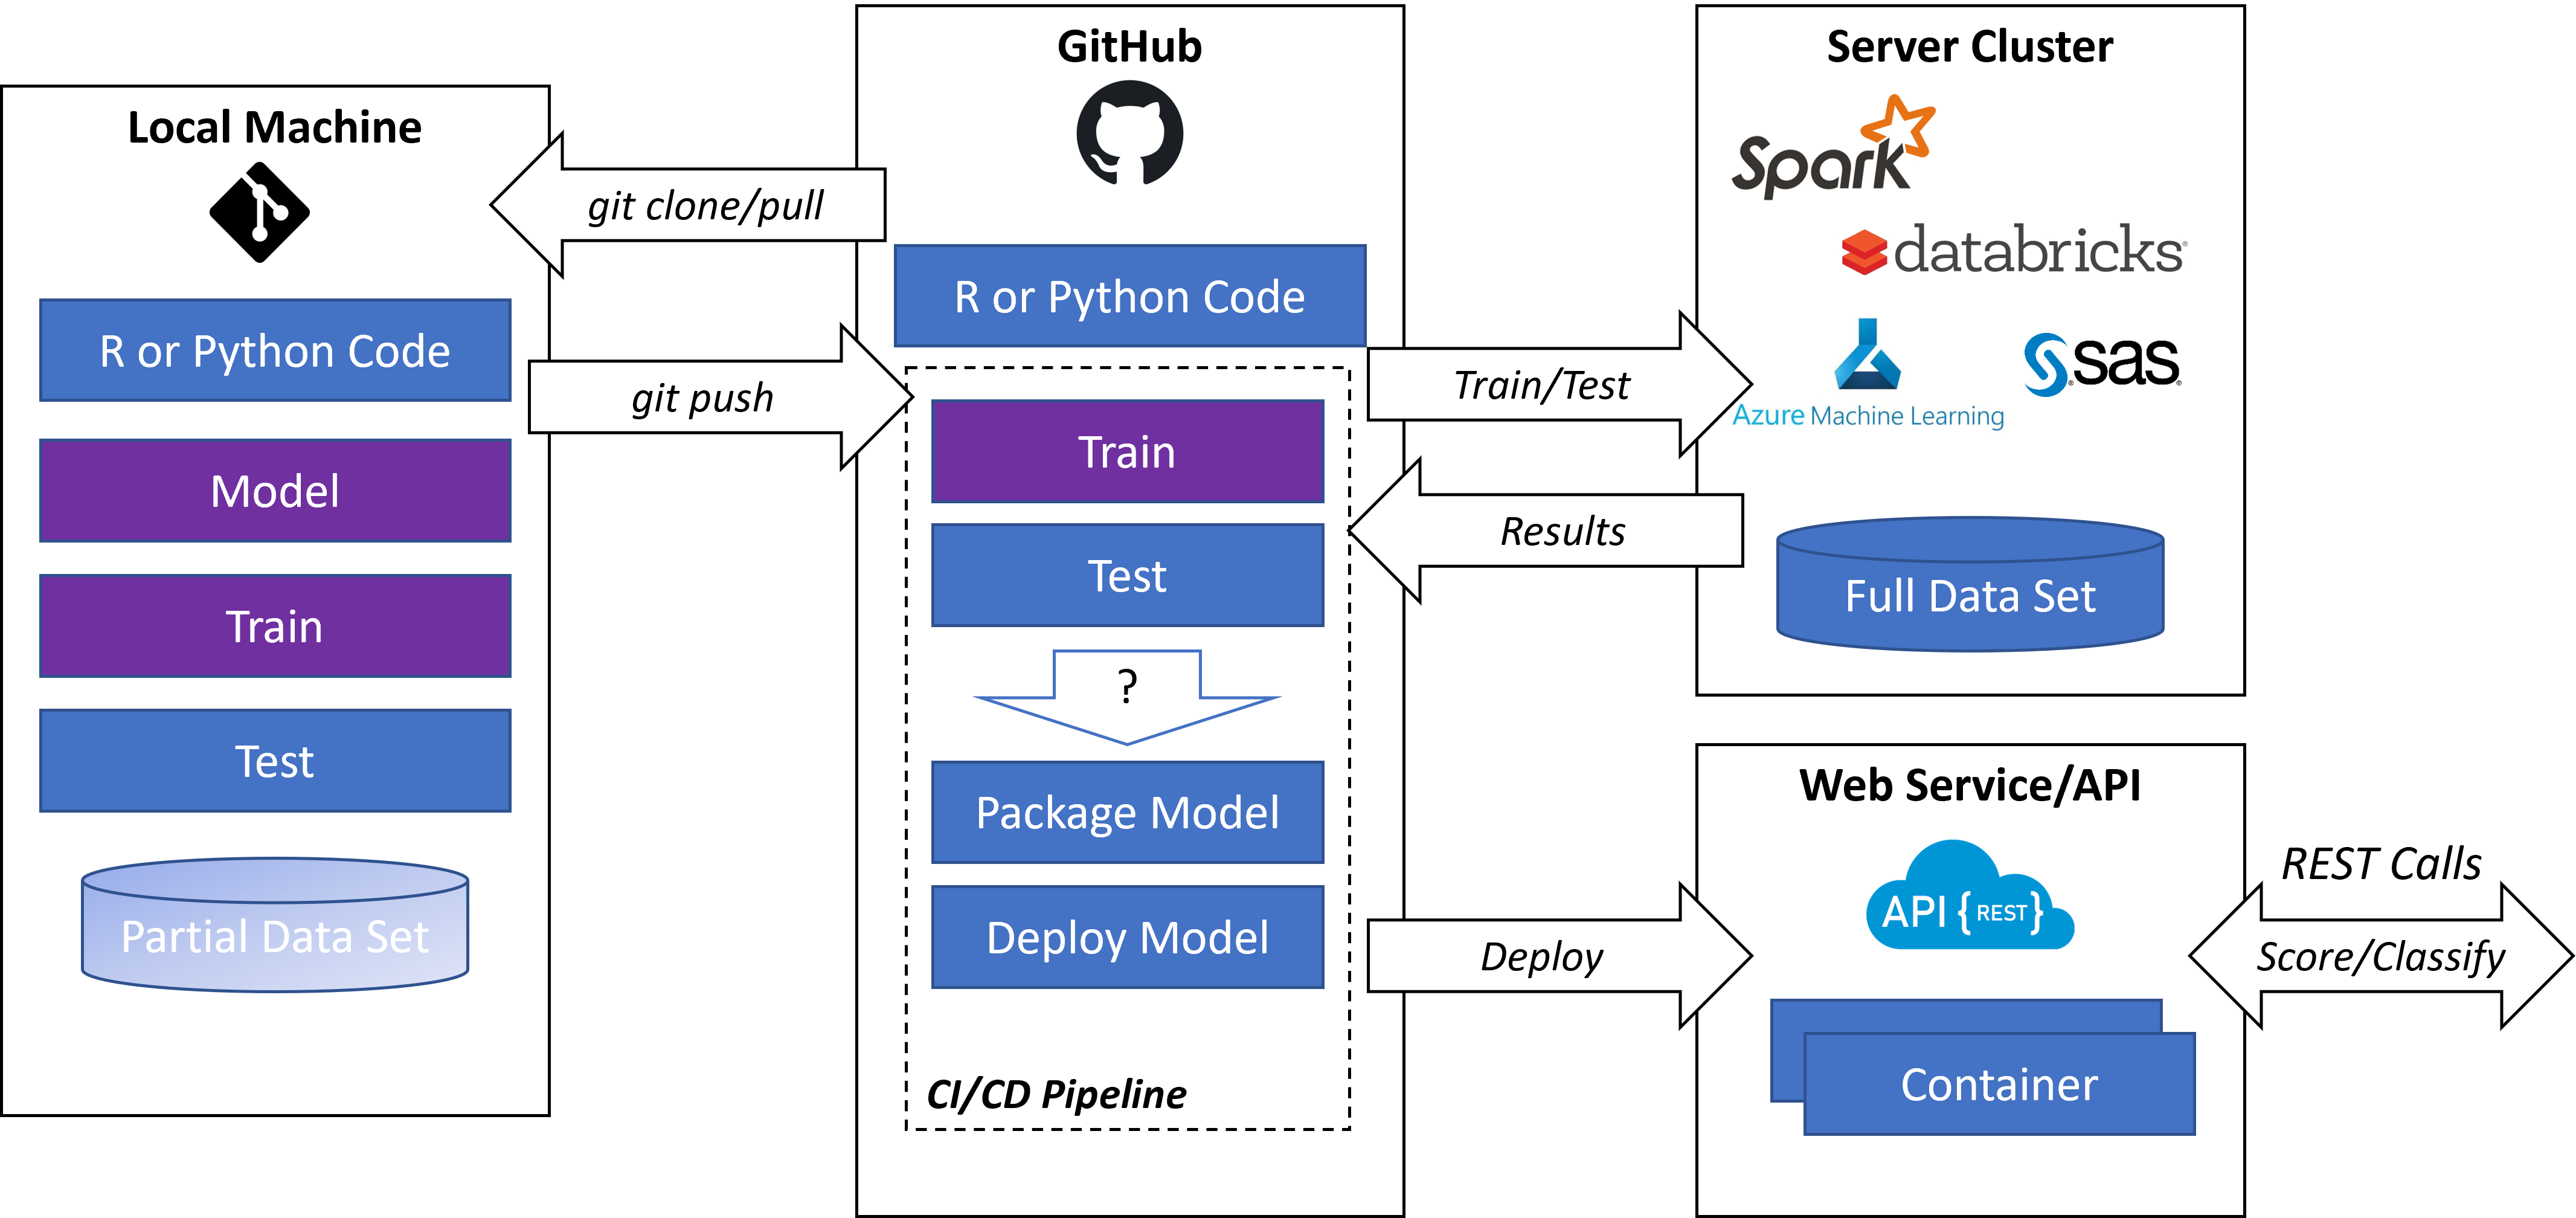 Local Machine
R or Python Code
Model
Train
Test
Partial Data Set
git clone/pull
git push
GitHub
R or Python Code
Train
Test
?
Package Model
Deploy Model
CI/CD Pipeline
Train/Test
Results
Deploy
Server Cluster
Spark
databricks®
Azure Machine Learning
sas®
Full Data Set
Web Service/API
API {REST}
Container
REST Calls
Score/Classify